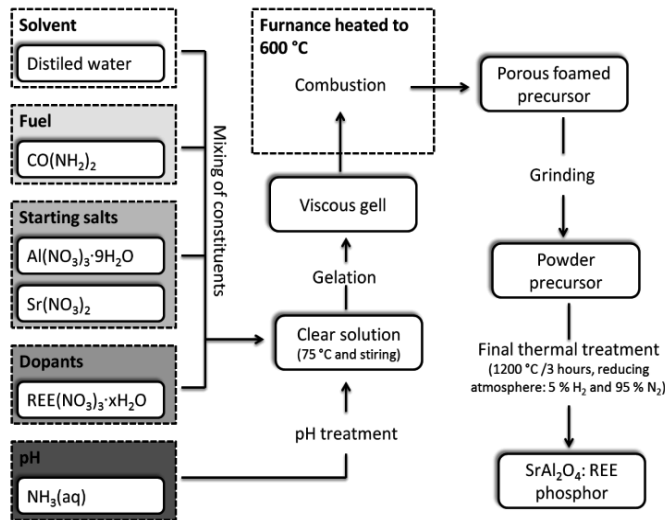 Solvent
Distiled water
Fuel
CO(NH₂)₂
Starting salts
Al(NO₃)₃·9H₂O
Sr(NO₃)₂
Dopants
REE(NO₃)₃·xH₂O
pH
NH₃(aq)
Mixing of constituents
Furnance heated to
600 °C
Combustion
Viscous gell
Gelation
Clear solution
(75 °C and stiring)
pH treatment
Porous foamed
precursor
Grinding
Powder
precursor
Final thermal treatment
(1200 °C /3 hours, reducing
atmosphere: 5 % H₂ and 95 % N₂)
SrAl₂O₄: REE
phosphor